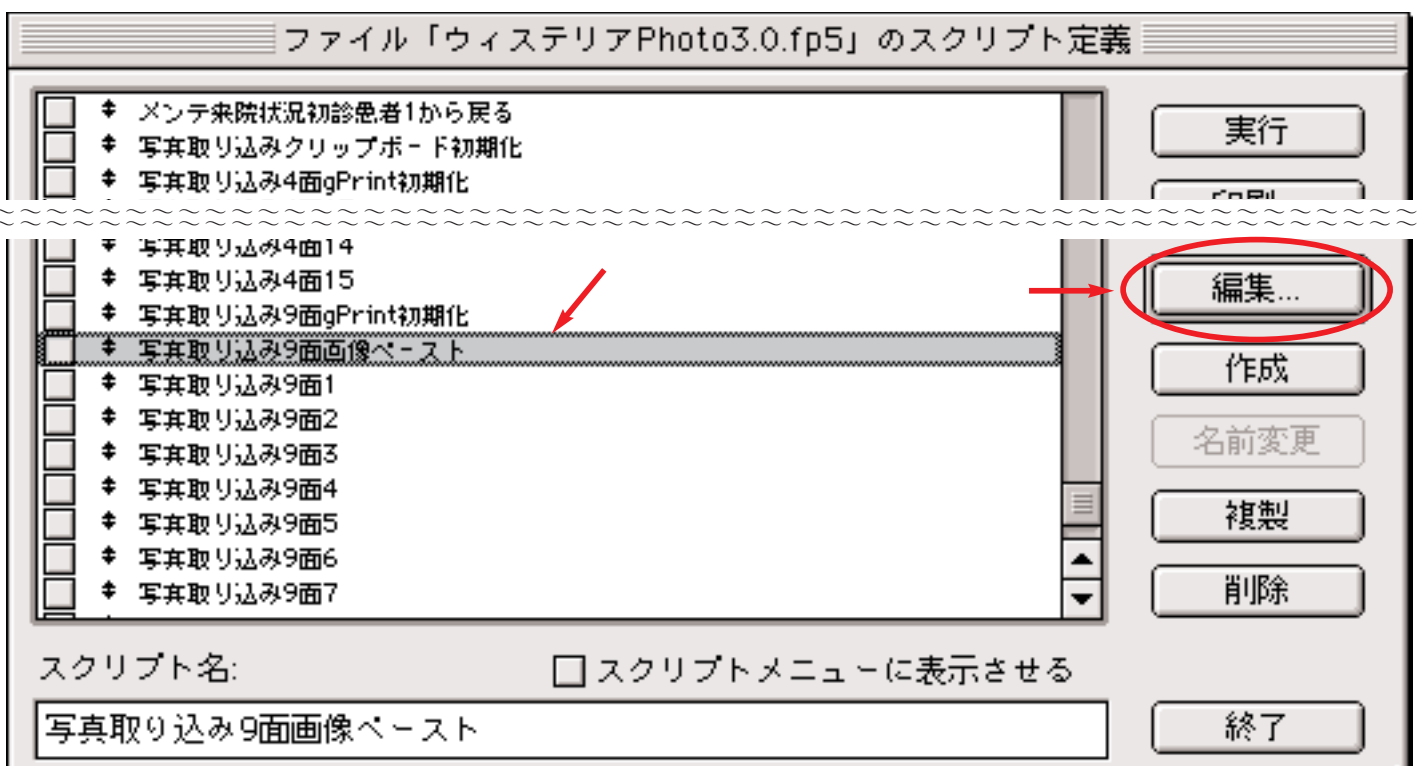 ファイル「ウィステリアPhoto3.0.fp5」のスクリプト定義
メンテ来院状況初診患者1から戻る
写真取り込みクリップボード初期化
写真取り込み4面gPrint初期化
写真取り込み4面14
写真取り込み4面15
写真取り込み9面gPrint初期化
写真取り込み9面画像ペースト
写真取り込み9面1
写真取り込み9面2
写真取り込み9面3
写真取り込み9面4
写真取り込み9面5
写真取り込み9面6
写真取り込み9面7
実行
編集...
作成
名前変更
複製
削除
スクリプト名:
スクリプトメニューに表示させる
写真取り込み9面画像ペースト
終了